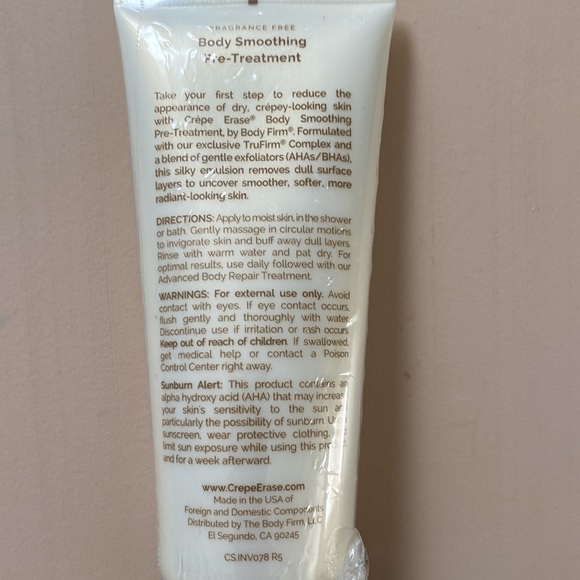 FRAGRANCE FREE
Body Smoothing
Pre-Treatment
Take your first step to reduce the
appearance of dry, crépey-looking skin
with Crépe Erase® Body Smoothing
Pre-Treatment, by Body Firm®. Formulated
with our exclusive TruFirm® Complex and
a blend of gentle exfoliators (AHAs/BHAs),
this silky emulsion removes dull surface
layers to uncover smoother, softer, more
radiant-looking skin.
DIRECTIONS: Apply to moist skin, in the shower
or bath. Gently massage in circular motions
to invigorate skin and buff away dull layers.
Rinse with warm water and pat dry. For
optimal results, use daily followed with our
Advanced Body Repair Treatment.
WARNINGS: For external use only. Avoid
contact with eyes. If eye contact occurs,
flush gently and thoroughly with water.
Discontinue use if irritation or rash occurs.
Keep out of reach of children. If swallowed,
get medical help or contact a Poison
Control Center right away.
Sunburn Alert: This product contains an
alpha hydroxy acid (AHA) that may increase
your skin's sensitivity to the sun and
particularly the possibility of sunburn. Use
sunscreen, wear protective clothing,
limit sun exposure while using this product
and for a week afterward.
www.CrepeErase.com
Made in the USA of
Foreign and Domestic Components
Distributed by The Body Firm, LLC
El Segundo, CA 90245
CS.INV078 R5